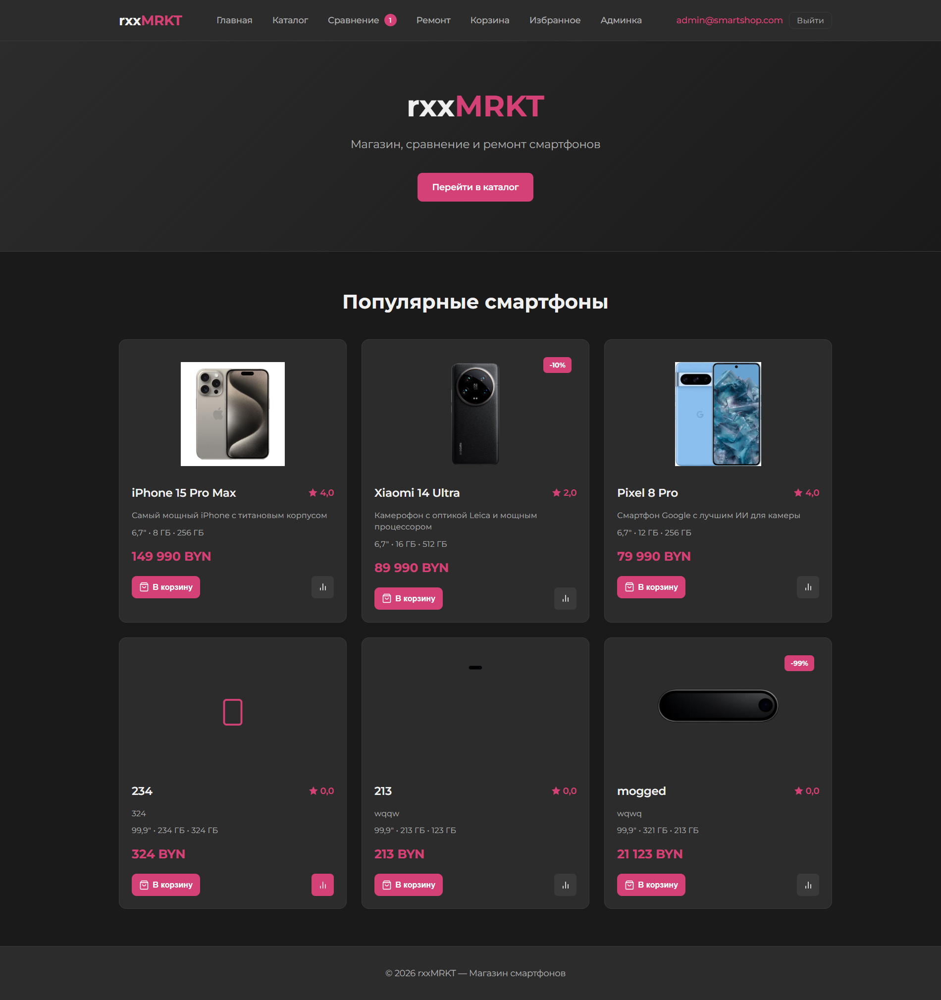 rxxMRKT Главная Каталог Сравнение 1 Ремонт Корзина Избранное Админка admin@smartshop.com Выйти
rxxMRKT
Магазин, сравнение и ремонт смартфонов
Перейти в каталог
Популярные смартфоны
iPhone 15 Pro Max 4,0
Самый мощный iPhone с титановым корпусом
6,7" • 8 ГБ • 256 ГБ
149 990 BYN
В корзину
-10%
xiaomi
Xiaomi 14 Ultra 2,0
Камерофон с оптикой Leica и мощным
процессором
6,7" • 16 ГБ • 512 ГБ
89 990 BYN
В корзину
G
Pixel 8 Pro 4,0
Смартфон Google с лучшим ИИ для камеры
6,7" • 12 ГБ • 256 ГБ
79 990 BYN
В корзину
234 0,0
324
99,9" • 234 ГБ • 324 ГБ
324 BYN
В корзину
213 0,0
wqqw
99,9" • 213 ГБ • 123 ГБ
213 BYN
В корзину
-99%
mogged 0,0
wqwq
99,9" • 321 ГБ • 213 ГБ
21 123 BYN
В корзину
© 2026 rxxMRKT — Магазин смартфонов